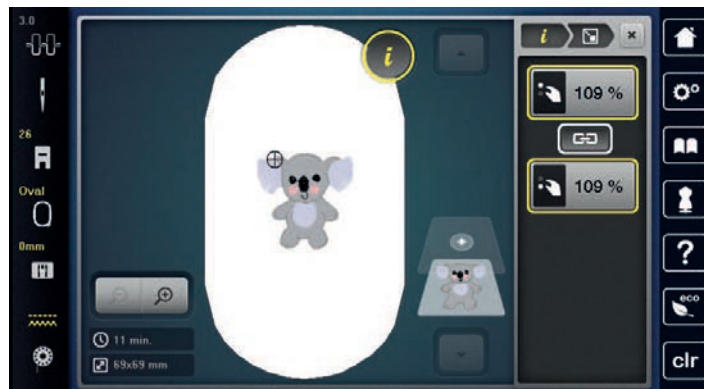 3.0
i
i
109 %
26
Oval
109 %
0mm
?
eco
11 min.
69x69 mm
clr